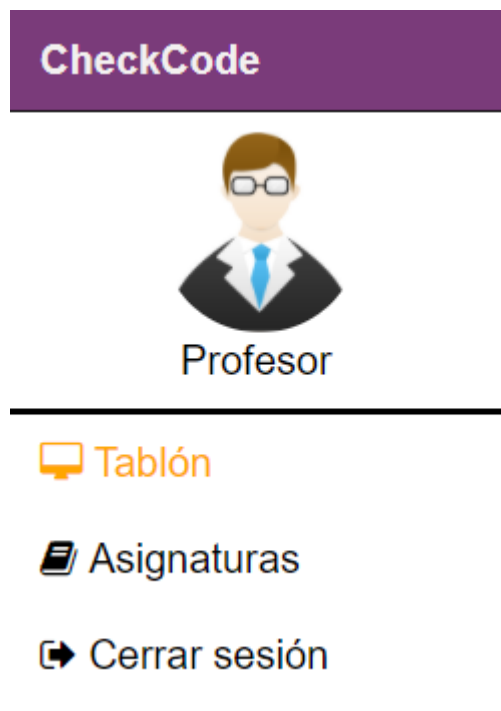 CheckCode
Profesor
Tablón
Asignaturas
Cerrar sesión